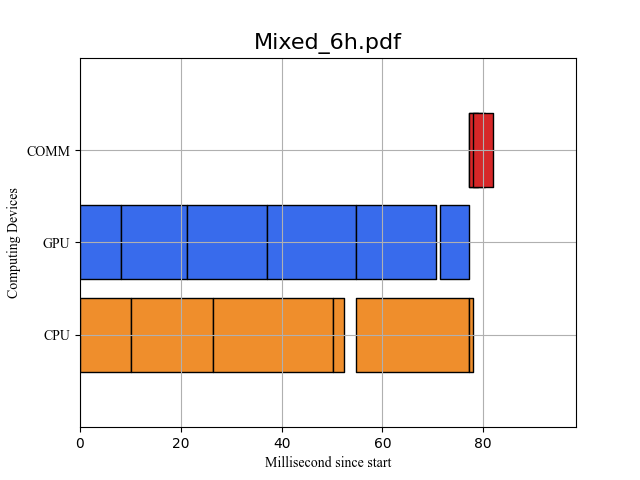 Mixed_6h.pdf
Computing Devices
COMM
GPU
CPU
0 20 40 60 80
Millisecond since start